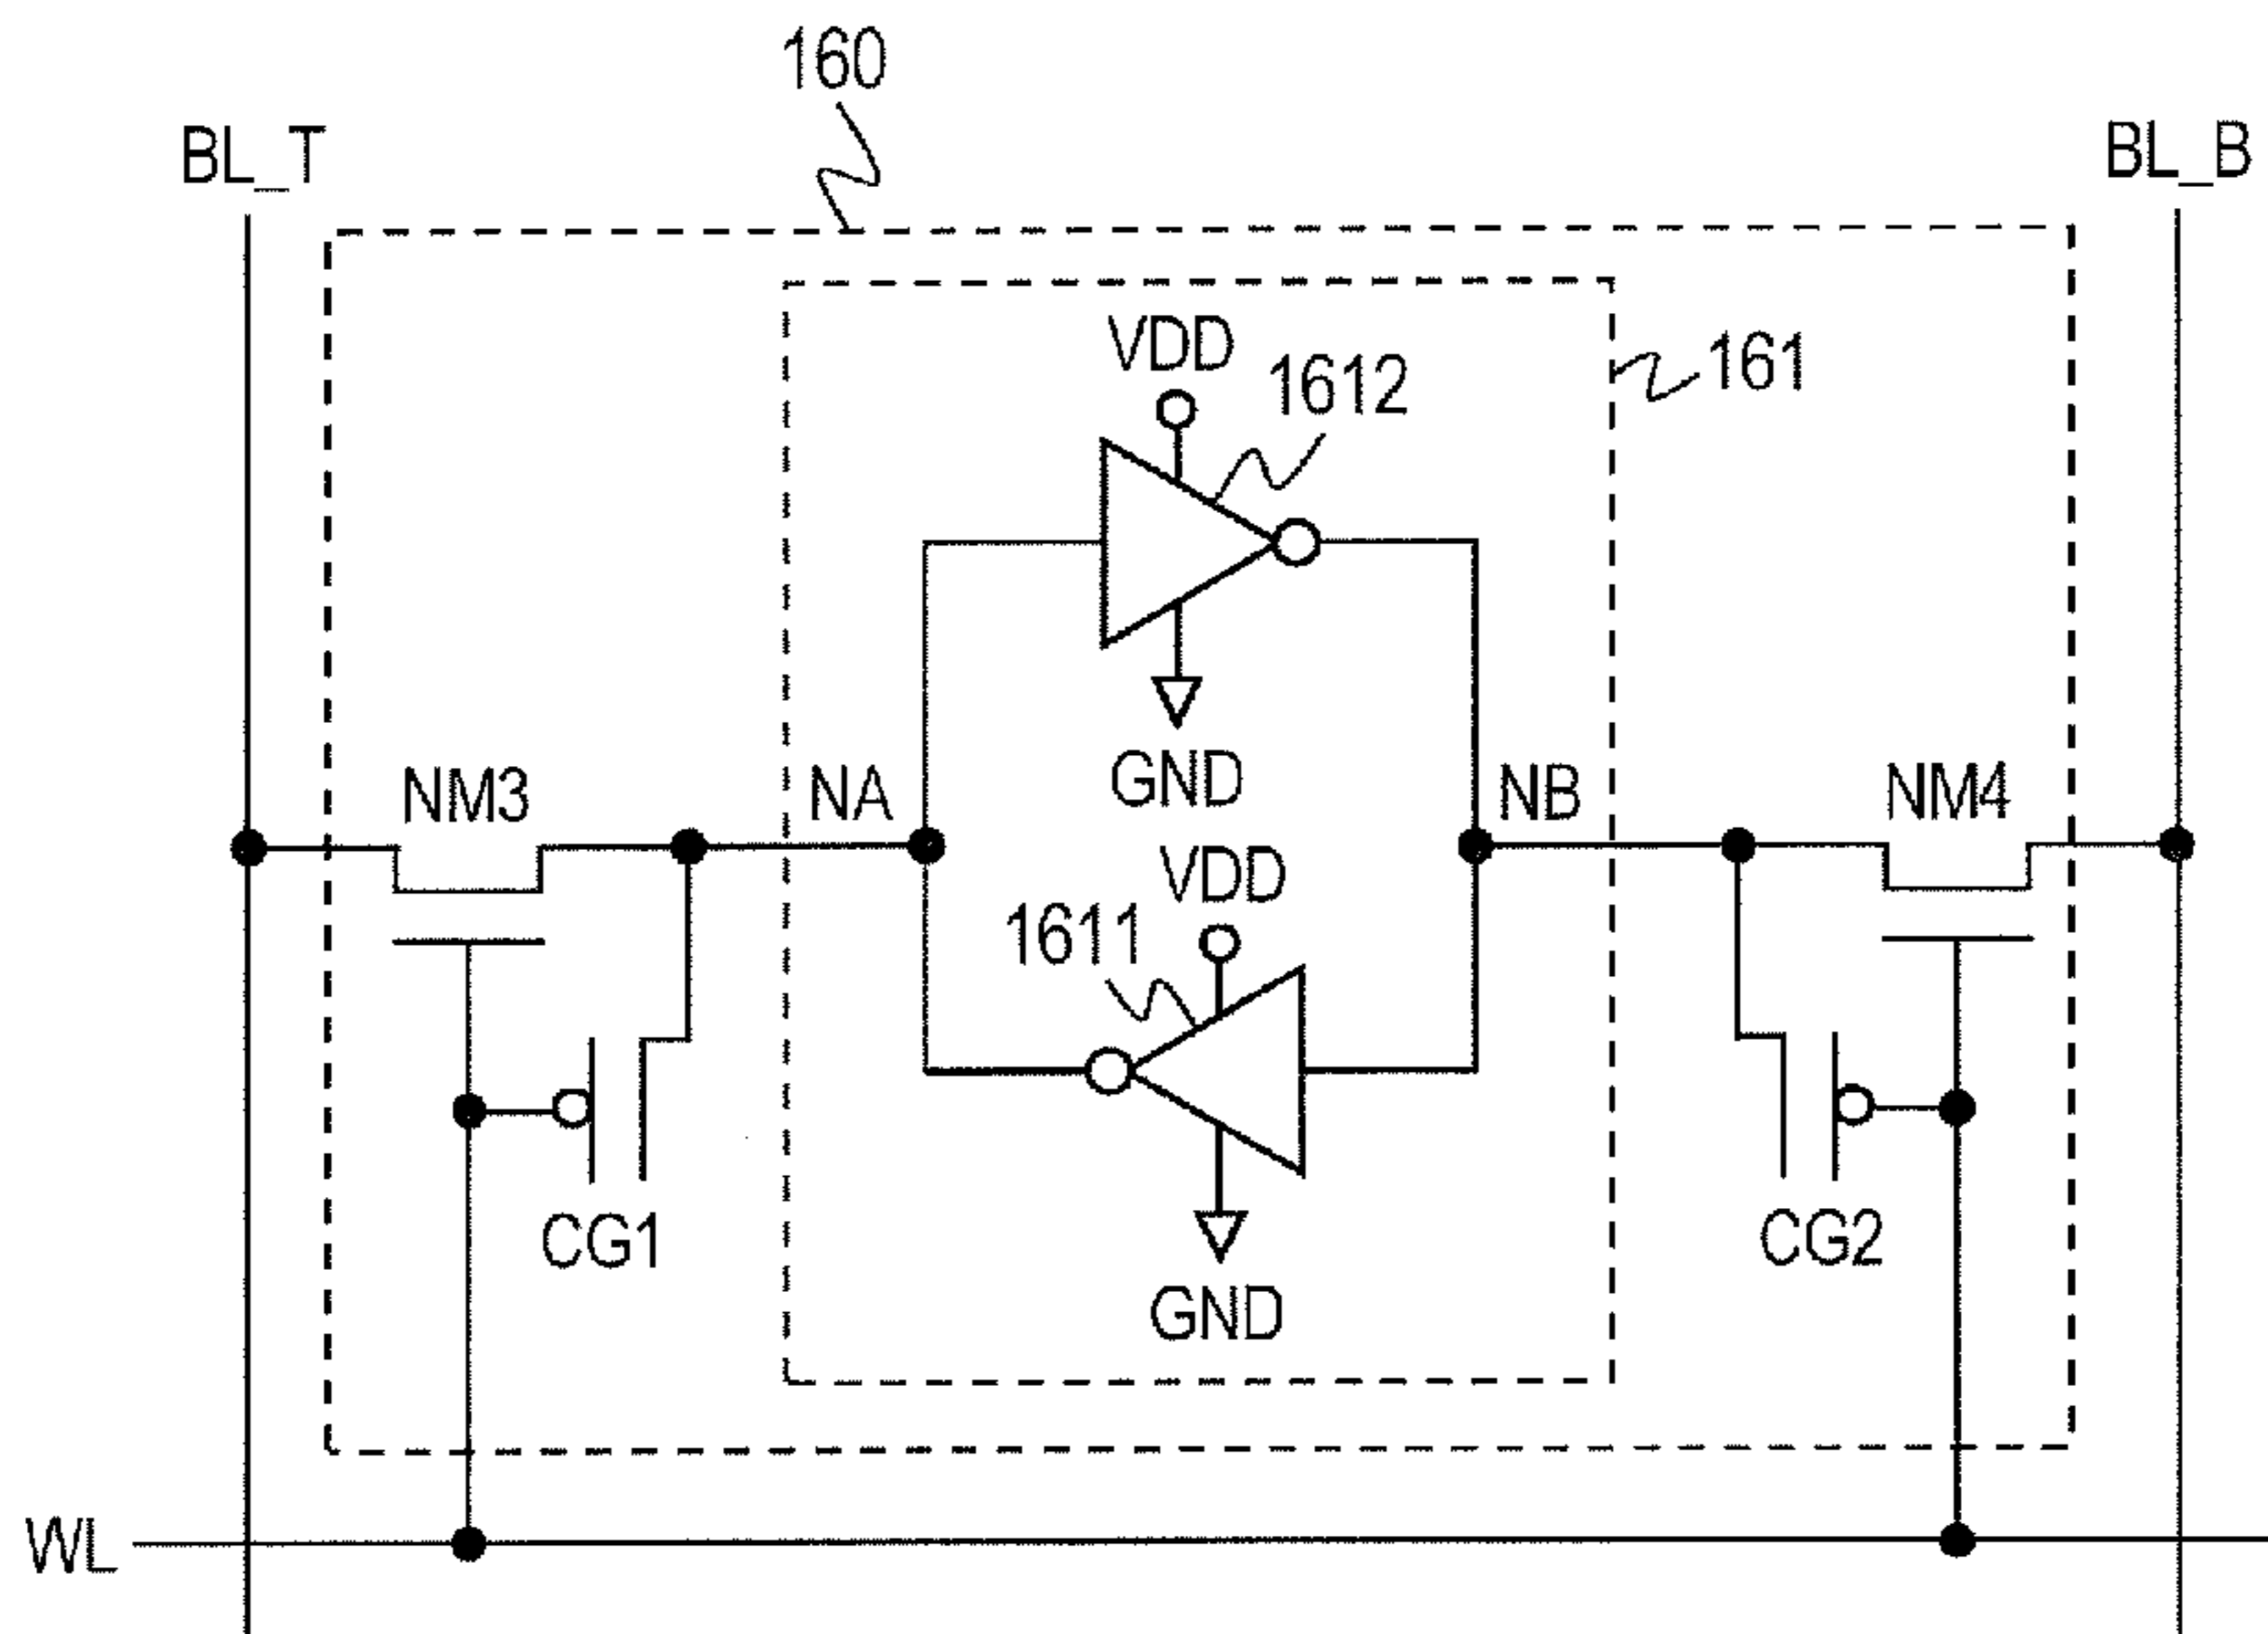 160
BL_T
BL_B
VDD
1612
161
GND
NM3
NA
NB
NM4
VDD
1611
CG1
CG2
GND
WL